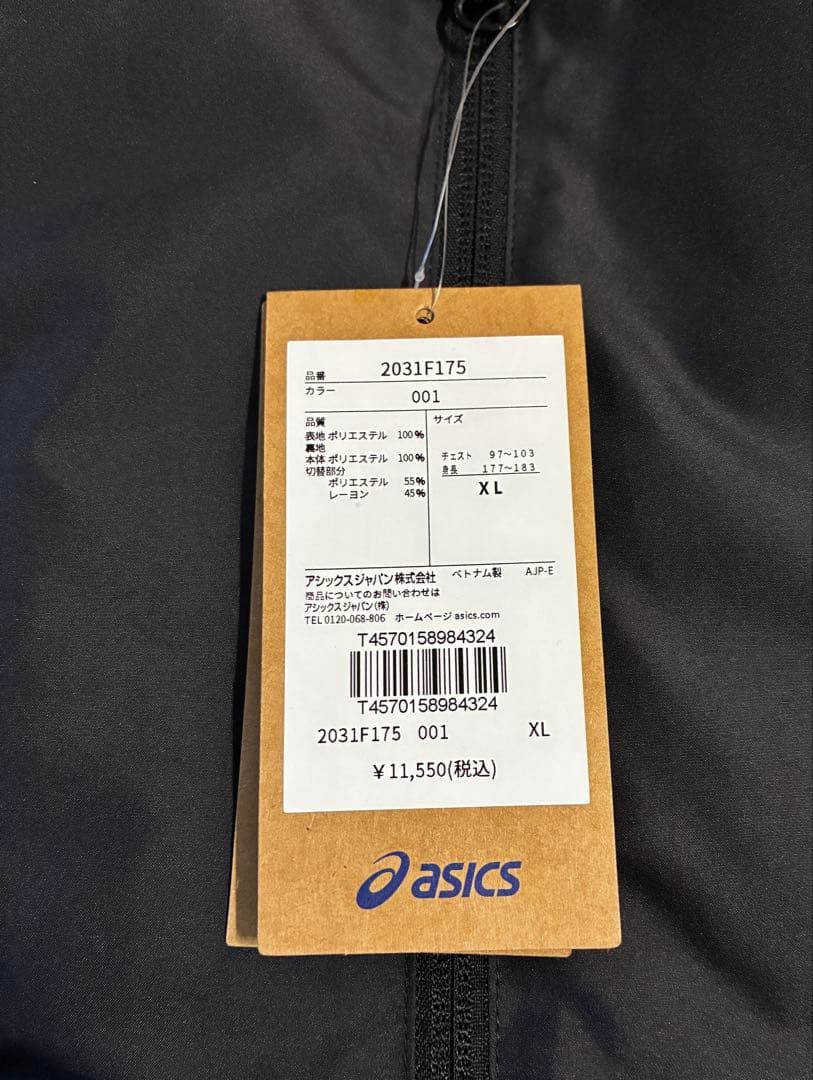 品番 2031F175
カラー 001
品質
表地 ポリエステル 100%
裏地
本体 ポリエステル 100%
切替部分
ポリエステル 55%
レーヨン 45%
サイズ
チェスト 97〜103
身長 177〜183
XL
アシックスジャパン株式会社 ベトナム製 AJP-E
商品についてのお問い合わせは
アシックスジャパン(株)
TEL 0120-068-806 ホームページ asics.com
T4570158984324
T4570158984324
2031F175 001 XL
¥11,550(税込)
asics